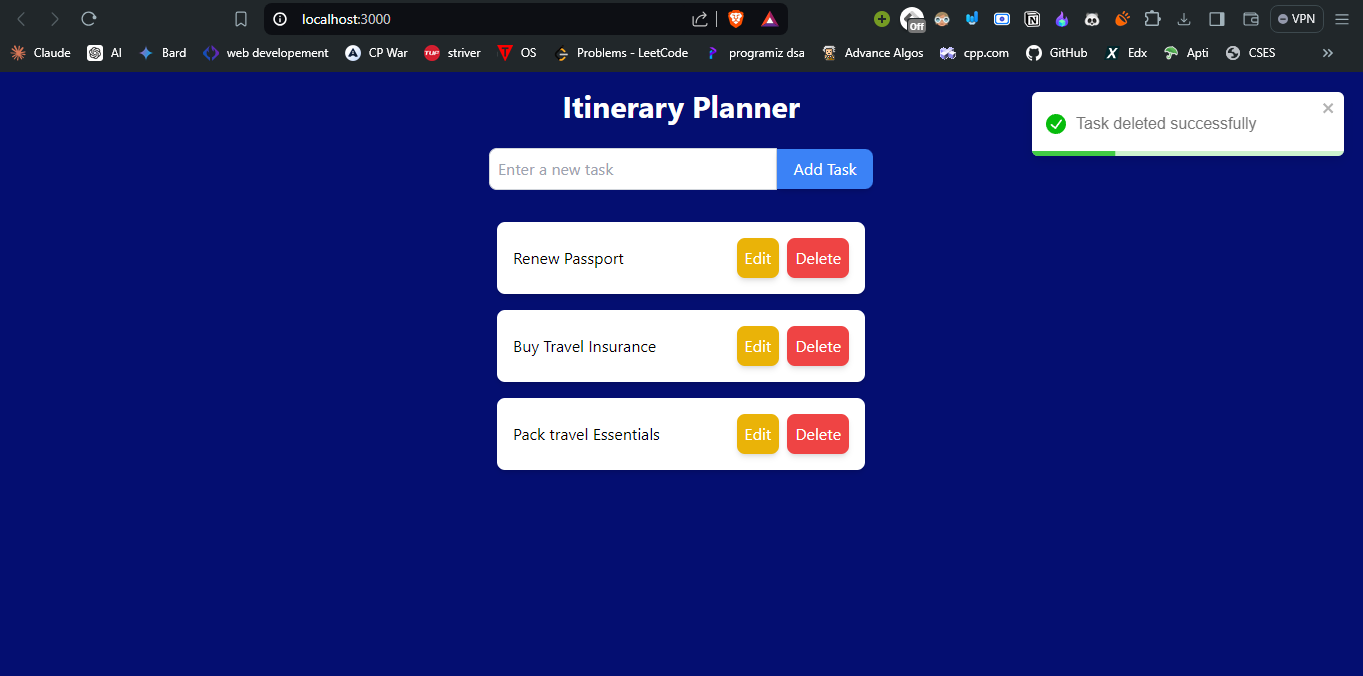 localhost:3000
Off
VPN
Claude
AI
Bard
web developement
CP War
TUF
striver
OS
Problems - LeetCode
programiz dsa
Advance Algos
cpp.com
GitHub
Edx
Apti
CSES
Itinerary Planner
Task deleted successfully
Enter a new task
Add Task
Renew Passport
Edit
Delete
Buy Travel Insurance
Edit
Delete
Pack travel Essentials
Edit
Delete